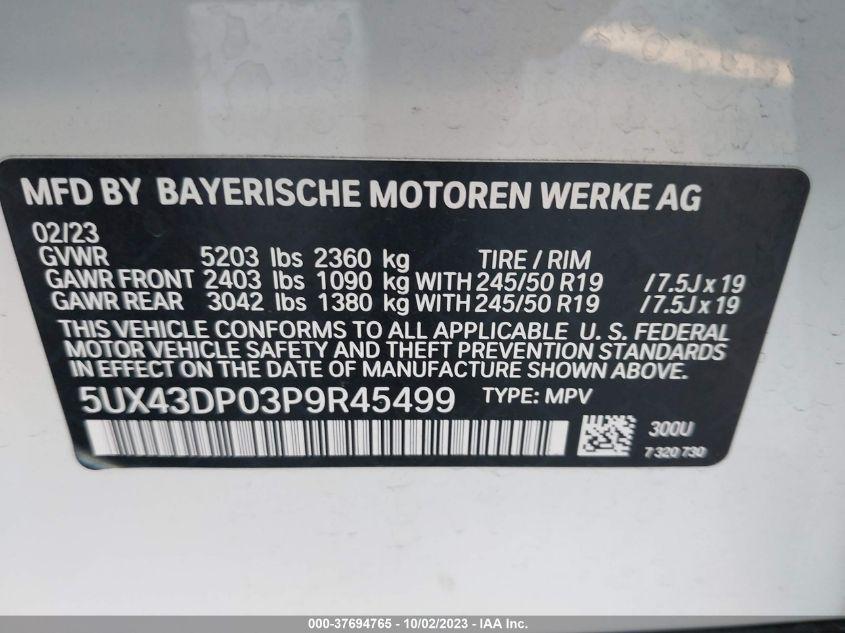 MFD BY BAYERISCHE MOTOREN WERKE AG
02/23
GVWR 5203 lbs 2360 kg TIRE / RIM
GAWR FRONT 2403 lbs 1090 kg WITH 245/50 R19 / 7.5J x 19
GAWR REAR 3042 lbs 1380 kg WITH 245/50 R19 / 7.5J x 19
THIS VEHICLE CONFORMS TO ALL APPLICABLE U. S. FEDERAL
MOTOR VEHICLE SAFETY AND THEFT PREVENTION STANDARDS
IN EFFECT ON THE DATE OF MANUFACTURE SHOWN ABOVE.
5UX43DP03P9R45499 TYPE: MPV
300U
7 320 730
000-37694765 - 10/02/2023 - IAA Inc.